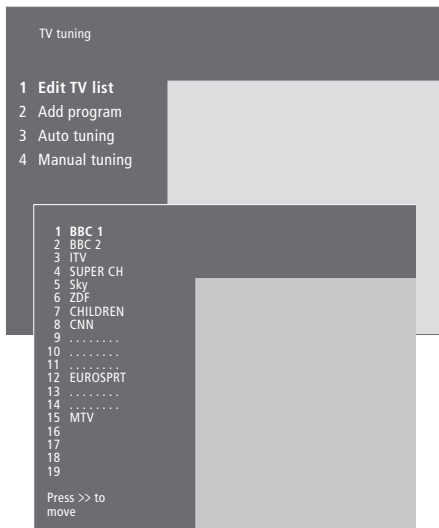 TV tuning
1 Edit TV list
2 Add program
3 Auto tuning
4 Manual tuning
1 BBC 1
2 BBC 2
3 ITV
4 SUPER CH
5 Sky
6 ZDF
7 CHILDREN
8 CNN
9 ........
10 ........
11 ........
12 EUROSPRT
13 ........
14 ........
15 MTV
16
17
18
19
Press >> to
move